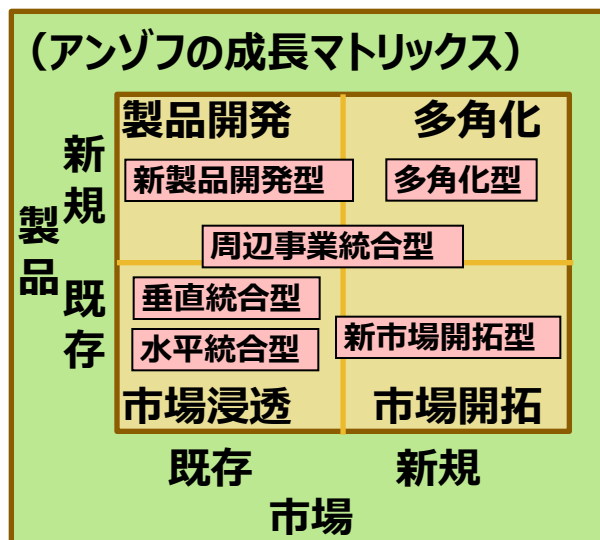 （アンゾフの成長マトリックス）
製品開発
多角化
新製品開発型
多角化型
周辺事業統合型
垂直統合型
水平統合型
新市場開拓型
市場浸透
市場開拓
製品
新規
既存
既存
新規
市場